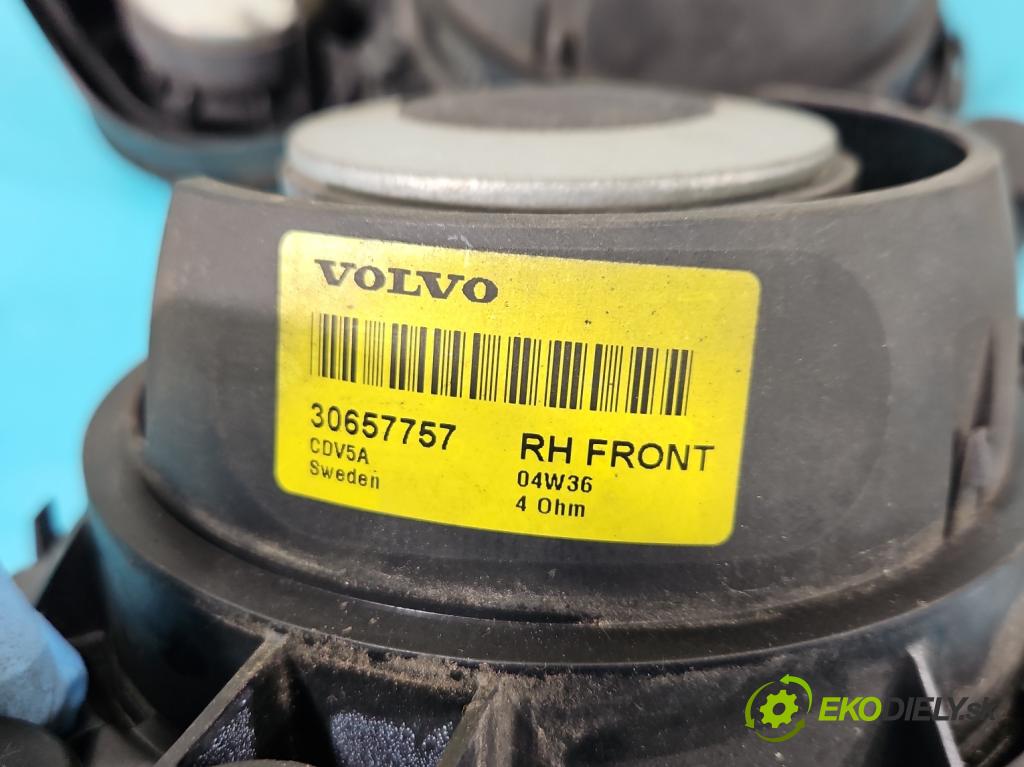 VOLVO
30657757 RH FRONT
CDV5A 04W36
Sweden 4 Ohm
EKODIELY.sk